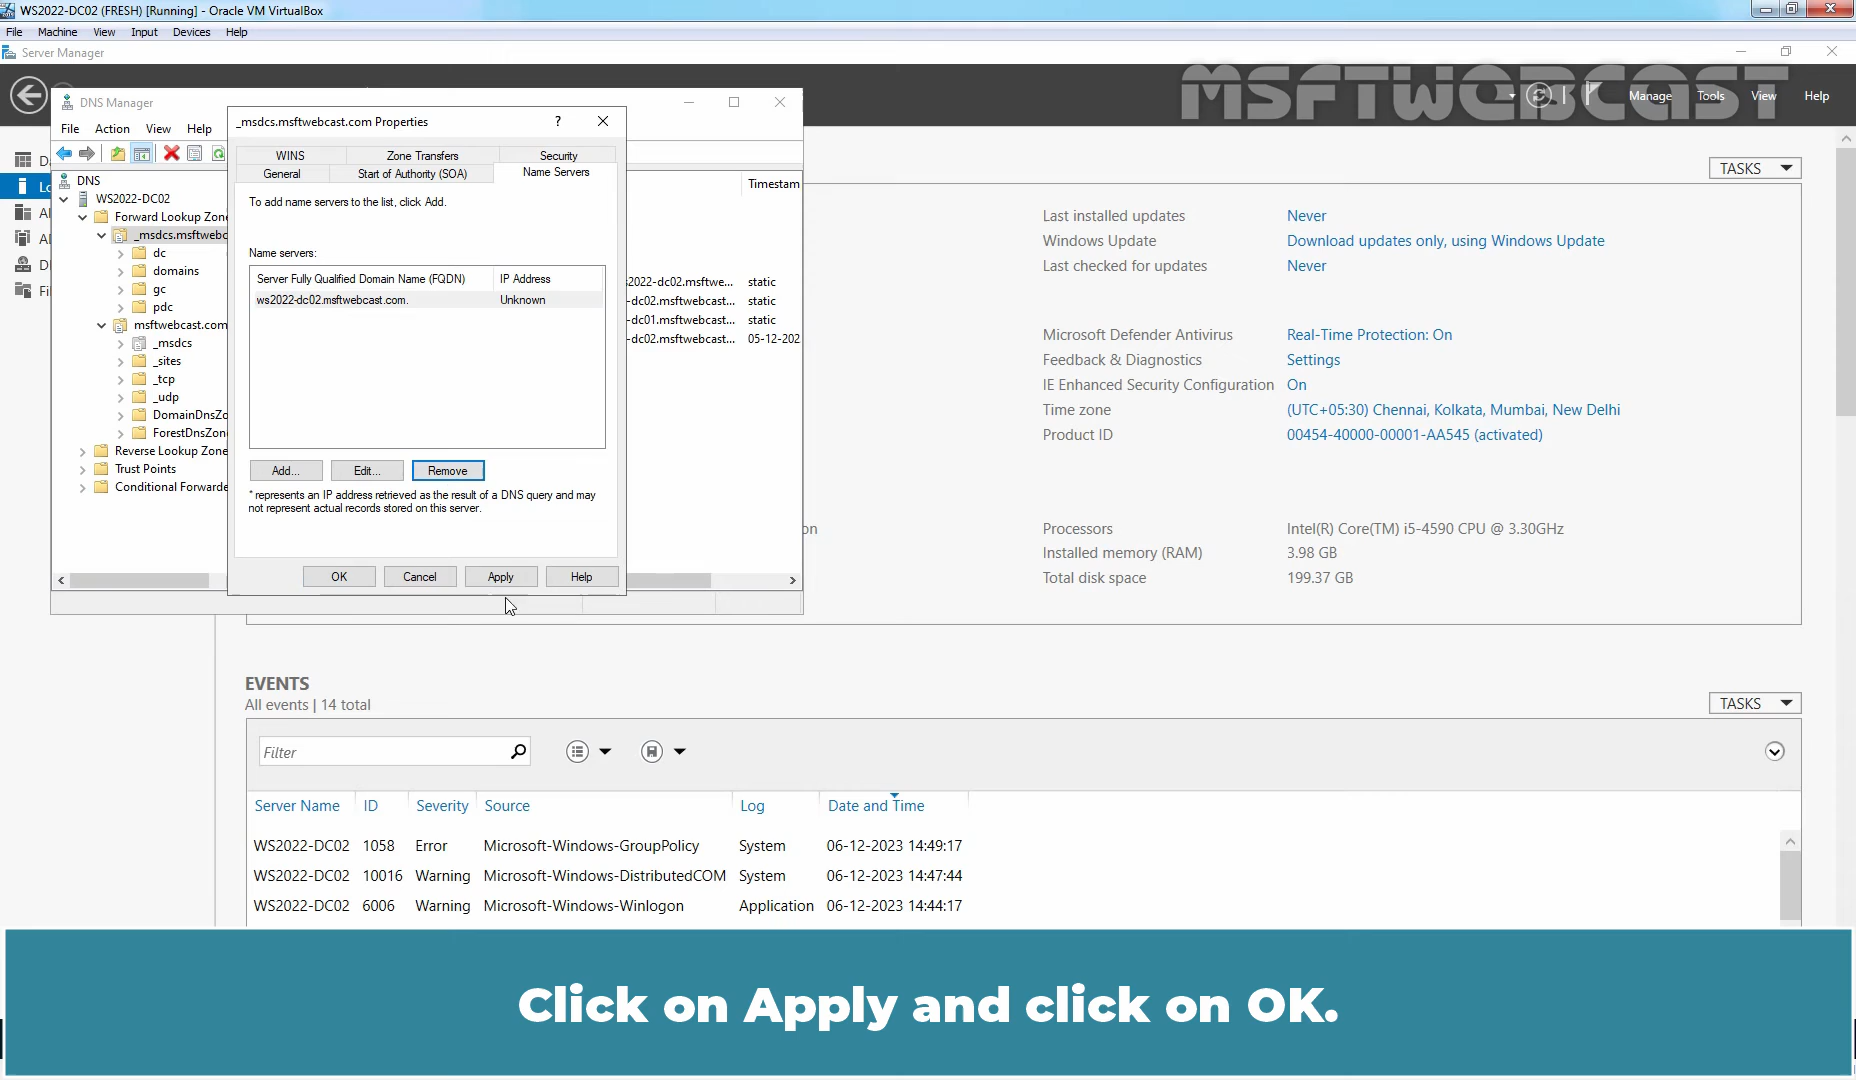 WS2022-DC02 (FRESH) [Running] - Oracle VM VirtualBox
File Machine View Input Devices Help
Server Manager
MSFTWEBCAST
Manage Tools View Help
DNS Manager
File Action View Help
DNS
WS2022-DC02
Forward Lookup Zone
_msdcs.msftwebc
dc
domains
gc
pdc
msftwebcast.com
_msdcs
_sites
_tcp
_udp
DomainDnsZo
ForestDnsZon
Reverse Lookup Zone
Trust Points
Conditional Forwarde
_msdcs.msftwebcast.com Properties
?
WINS Zone Transfers Security
General Start of Authority (SOA) Name Servers
To add name servers to the list, click Add.
Name servers:
Server Fully Qualified Domain Name (FQDN) IP Address
ws2022-dc02.msftwebcast.com. Unknown
Add... Edit... Remove
* represents an IP address retrieved as the result of a DNS query and may
not represent actual records stored on this server.
OK Cancel Apply Help
Timestam
s2022-dc02.msftwe... static
-dc02.msftwebcast... static
-dc01.msftwebcast... static
-dc02.msftwebcast... 05-12-202
TASKS
Last installed updates Never
Windows Update Download updates only, using Windows Update
Last checked for updates Never
Microsoft Defender Antivirus Real-Time Protection: On
Feedback & Diagnostics Settings
IE Enhanced Security Configuration On
Time zone (UTC+05:30) Chennai, Kolkata, Mumbai, New Delhi
Product ID 00454-40000-00001-AA545 (activated)
on
Processors Intel(R) Core(TM) i5-4590 CPU @ 3.30GHz
Installed memory (RAM) 3.98 GB
Total disk space 199.37 GB
EVENTS
All events | 14 total
TASKS
Filter
Server Name ID Severity Source Log Date and Time
WS2022-DC02 1058 Error Microsoft-Windows-GroupPolicy System 06-12-2023 14:49:17
WS2022-DC02 10016 Warning Microsoft-Windows-DistributedCOM System 06-12-2023 14:47:44
WS2022-DC02 6006 Warning Microsoft-Windows-Winlogon Application 06-12-2023 14:44:17
Click on Apply and click on OK.